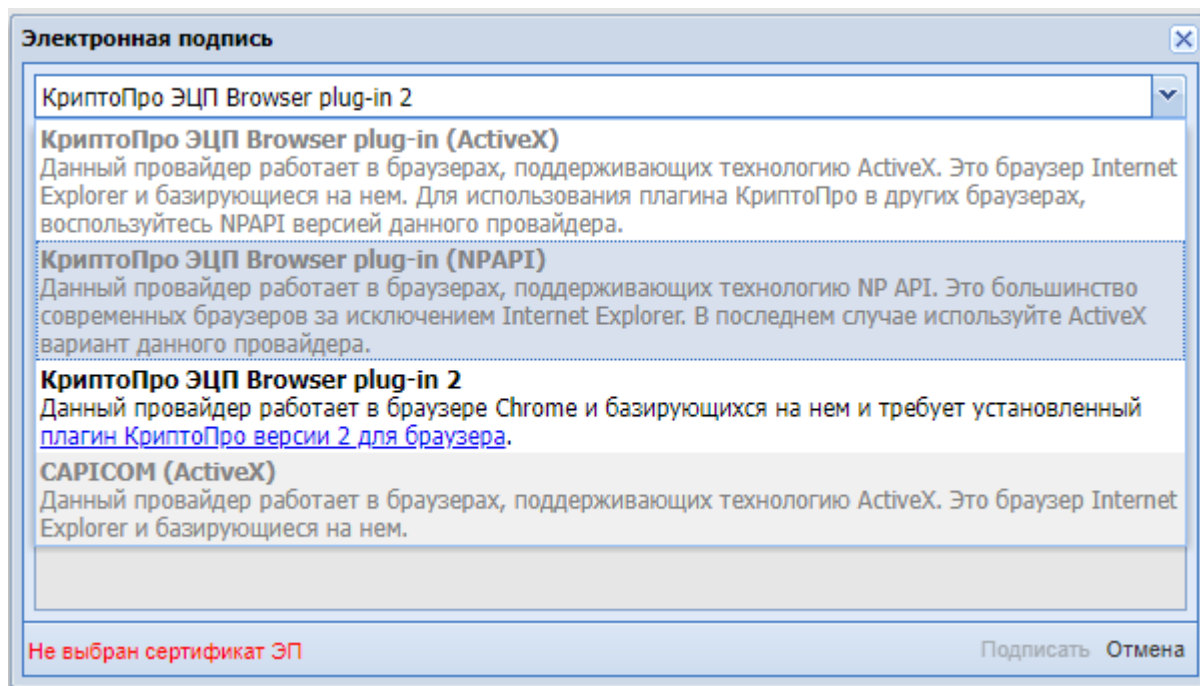 Электронная подпись
КриптоПро ЭЦП Browser plug-in 2
КриптоПро ЭЦП Browser plug-in (ActiveX)
Данный провайдер работает в браузерах, поддерживающих технологию ActiveX. Это браузер Internet
Explorer и базирующиеся на нем. Для использования плагина КриптоПро в других браузерах,
воспользуйтесь NPAPI версией данного провайдера.
КриптоПро ЭЦП Browser plug-in (NPAPI)
Данный провайдер работает в браузерах, поддерживающих технологию NP API. Это большинство
современных браузеров за исключением Internet Explorer. В последнем случае используйте ActiveX
вариант данного провайдера.
КриптоПро ЭЦП Browser plug-in 2
Данный провайдер работает в браузере Chrome и базирующихся на нем и требует установленный
плагин КриптоПро версии 2 для браузера.
CAPICOM (ActiveX)
Данный провайдер работает в браузерах, поддерживающих технологию ActiveX. Это браузер Internet
Explorer и базирующиеся на нем.
Не выбран сертификат ЭП
Подписать Отмена